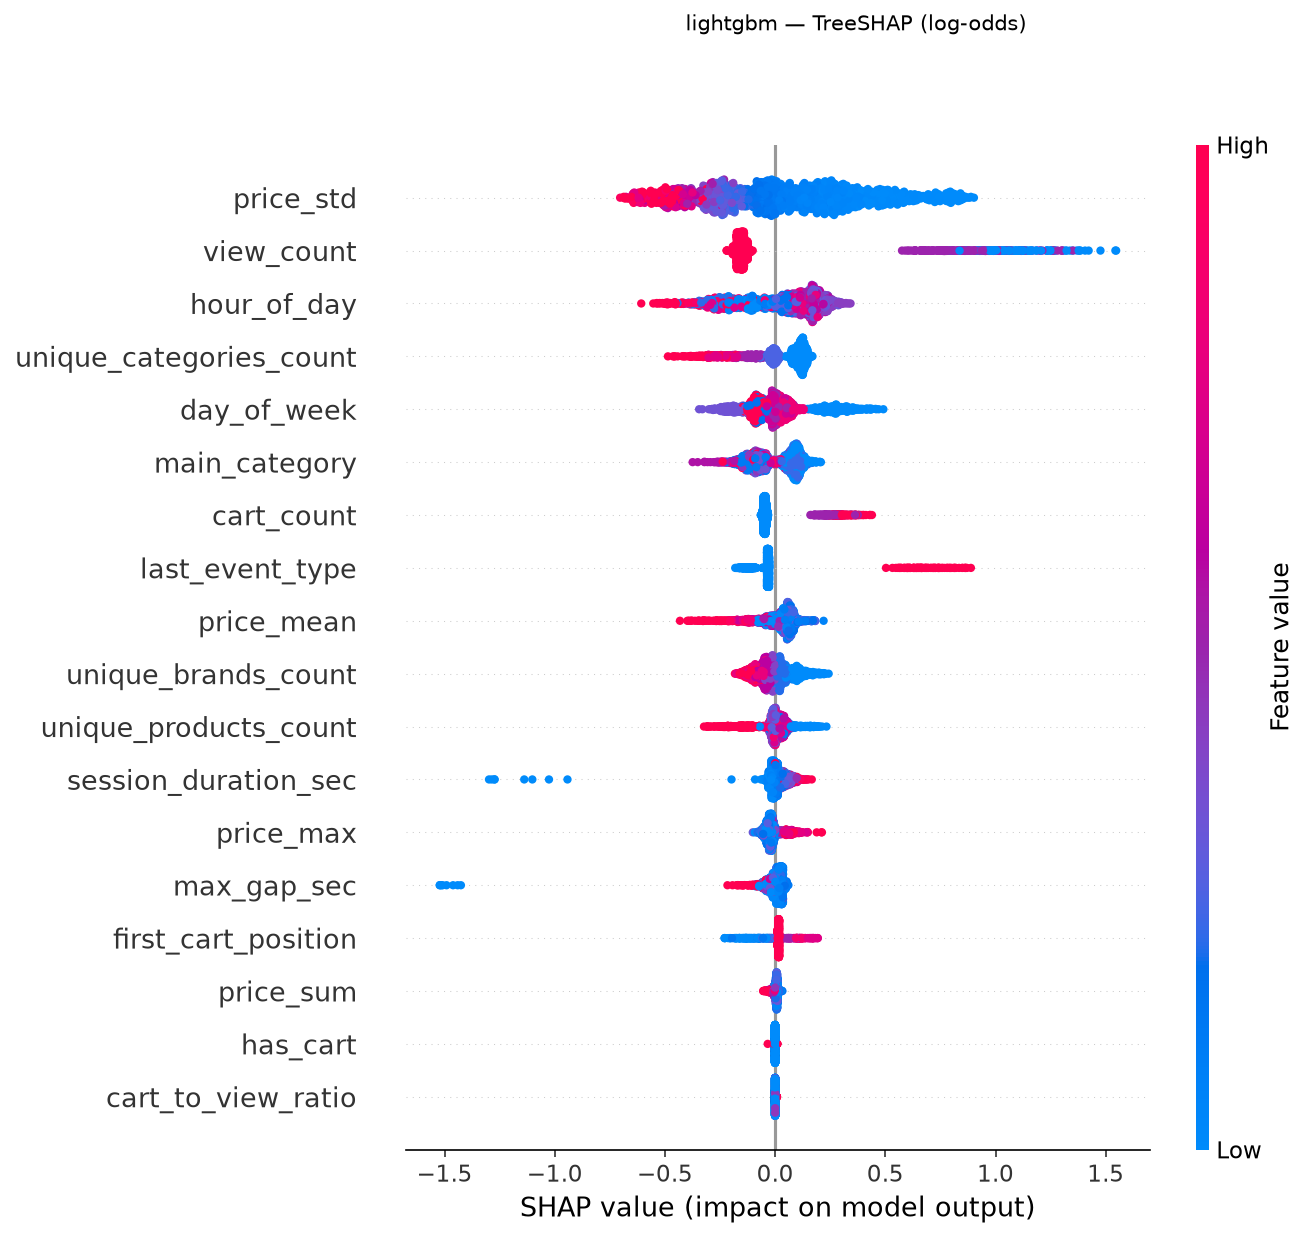 lightgbm — TreeSHAP (log-odds)
High
price_std
view_count
hour_of_day
unique_categories_count
day_of_week
main_category
cart_count
last_event_type
price_mean
unique_brands_count
unique_products_count
session_duration_sec
price_max
max_gap_sec
first_cart_position
price_sum
has_cart
cart_to_view_ratio
Feature value
Low
−1.5 −1.0 −0.5 0.0 0.5 1.0 1.5
SHAP value (impact on model output)